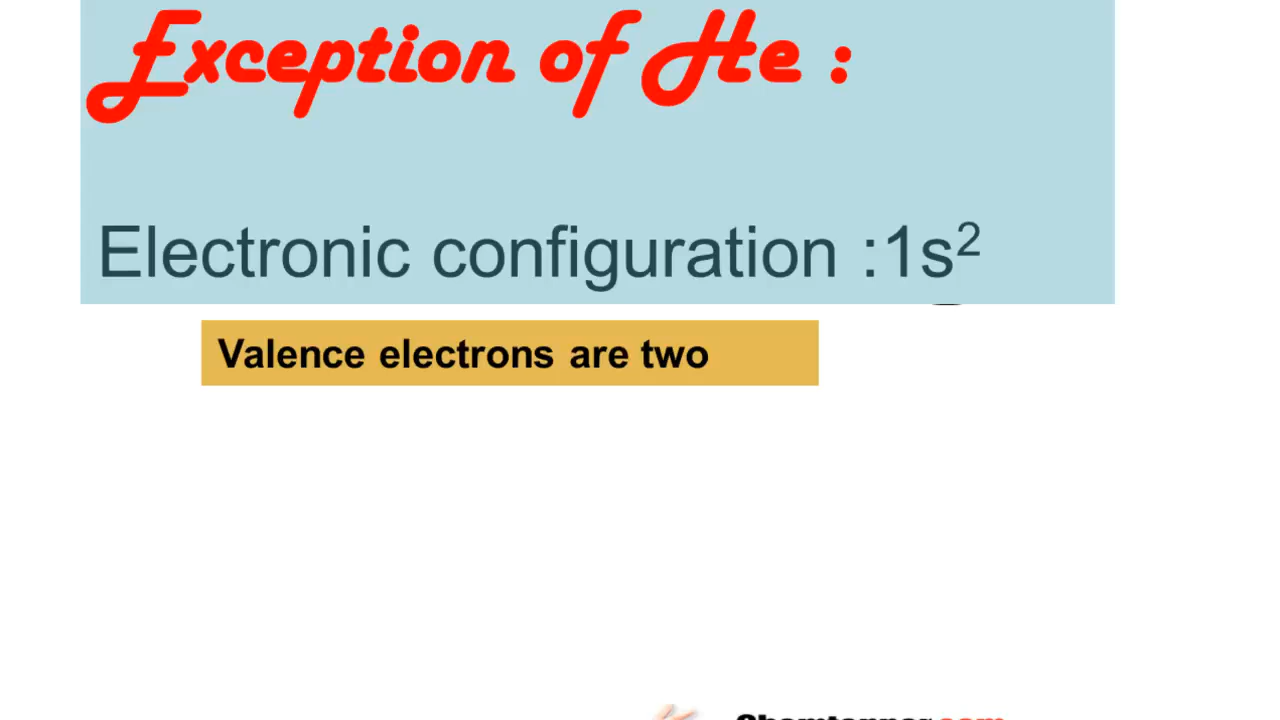 Exception of He :
Electronic configuration :1s²
Valence electrons are two